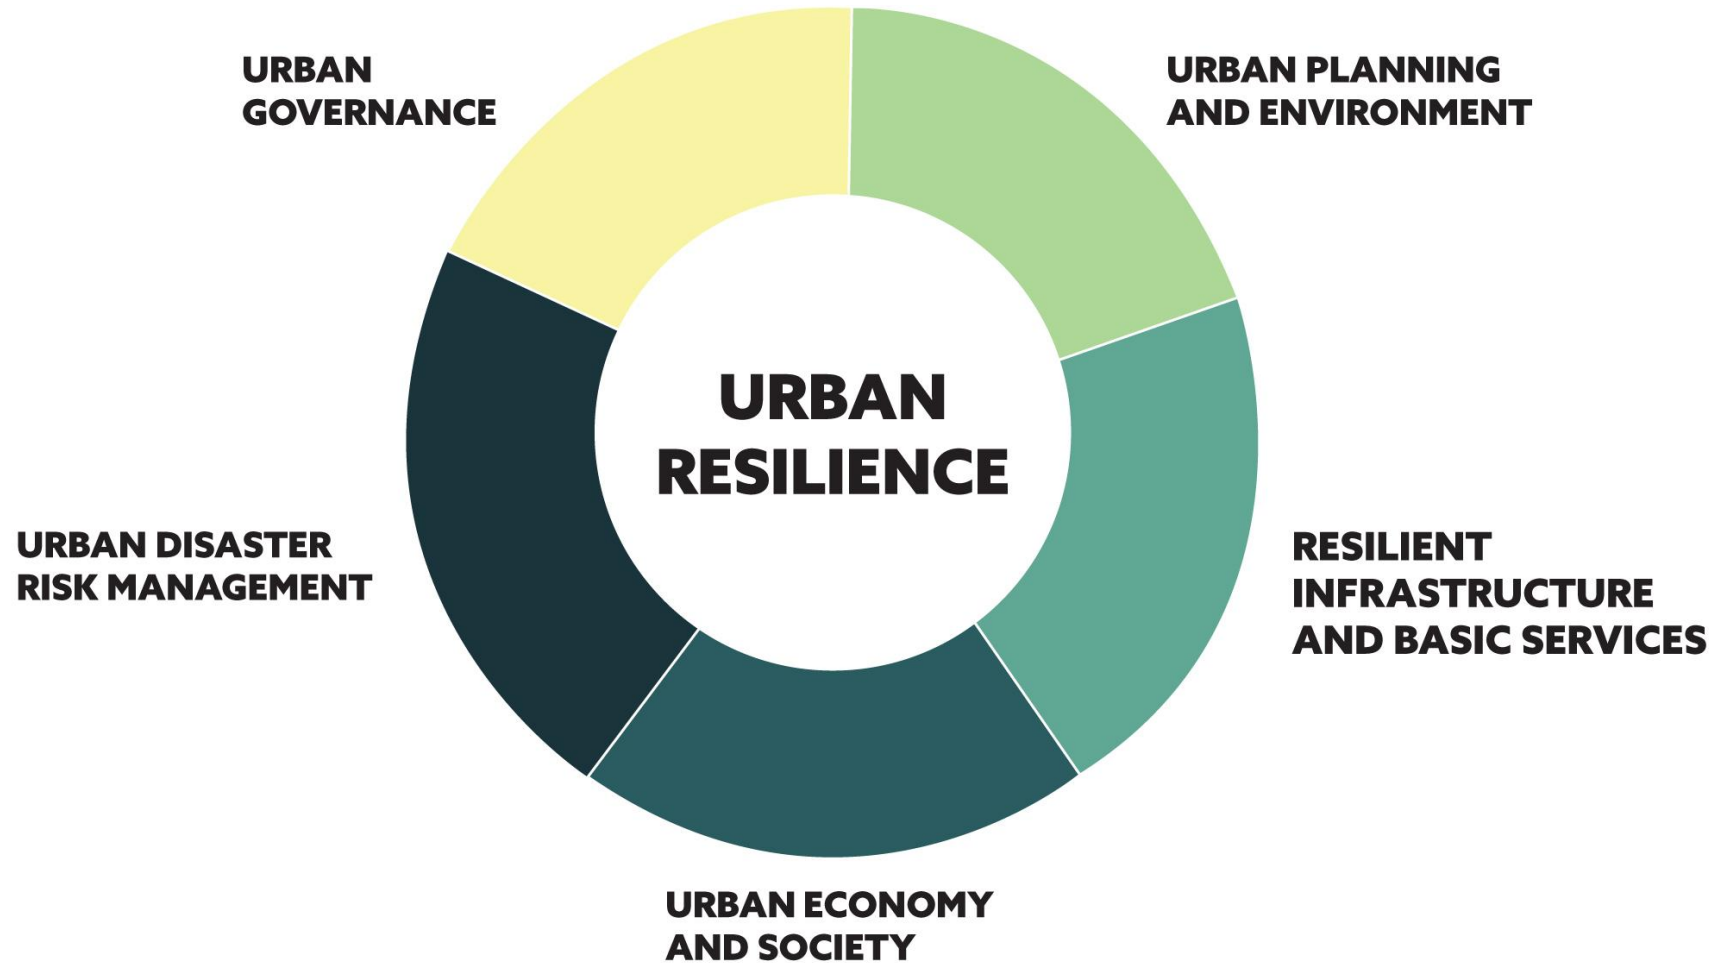 URBAN
GOVERNANCE
URBAN PLANNING
AND ENVIRONMENT
URBAN
RESILIENCE
URBAN DISASTER
RISK MANAGEMENT
RESILIENT
INFRASTRUCTURE
AND BASIC SERVICES
URBAN ECONOMY
AND SOCIETY